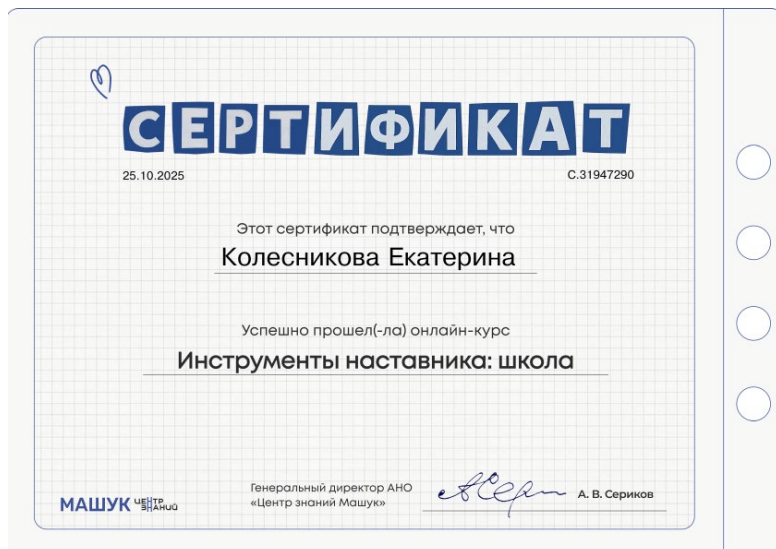 СЕРТИФИКАТ
25.10.2025 С.31947290
Этот сертификат подтверждает, что
Колесникова Екатерина
Успешно прошел(-ла) онлайн-курс
Инструменты наставника: школа
Генеральный директор АНО
«Центр знаний Машук»
А. В. Сериков
МАШУК ЦЕНТР
ЗНАНИЙ